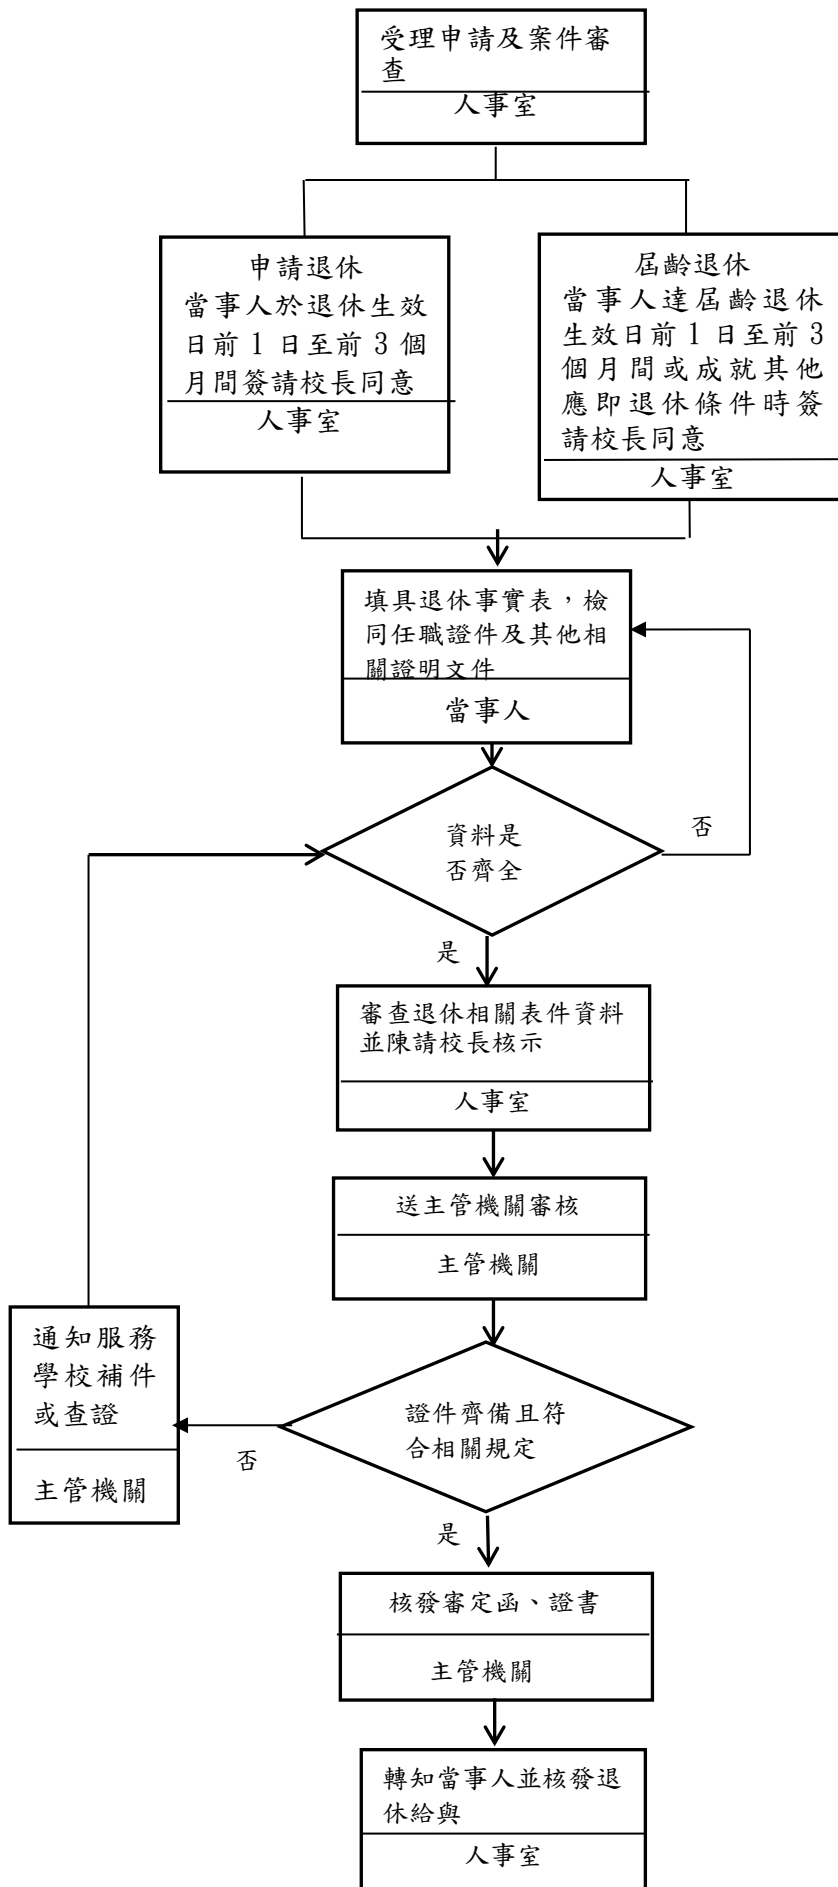 受理申請及案件審
查
人事室
申請退休
當事人於退休生效
日前 1 日至前 3 個
月間簽請校長同意
人事室
屆齡退休
當事人達屆齡退休
生效日前 1 日至前 3
個月間或成就其他
應即退休條件時簽
請校長同意
人事室
填具退休事實表，檢
同任職證件及其他相
關證明文件
當事人
資料是
否齊全
否
是
審查退休相關表件資料
並陳請校長核示
人事室
送主管機關審核
主管機關
通知服務
學校補件
或查證
主管機關
證件齊備且符
合相關規定
否
是
核發審定函、證書
主管機關
轉知當事人並核發退
休給與
人事室